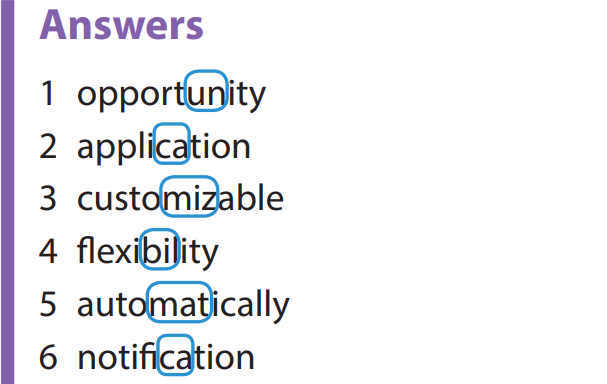 Answers
1 opportunity
2 application
3 customizable
4 flexibility
5 automatically
6 notification